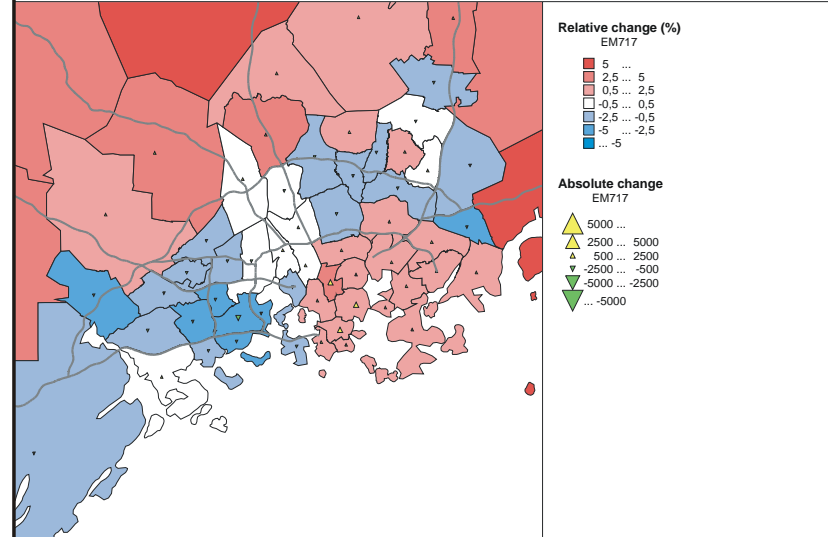 Relative change (%)
EM717
5 ...
2,5 ... 5
0,5 ... 2,5
-0,5 ... 0,5
-2,5 ... -0,5
-5 ... -2,5
... -5
Absolute change
EM717
5000 ...
2500 ... 5000
500 ... 2500
-2500 ... -500
-5000 ... -2500
... -5000